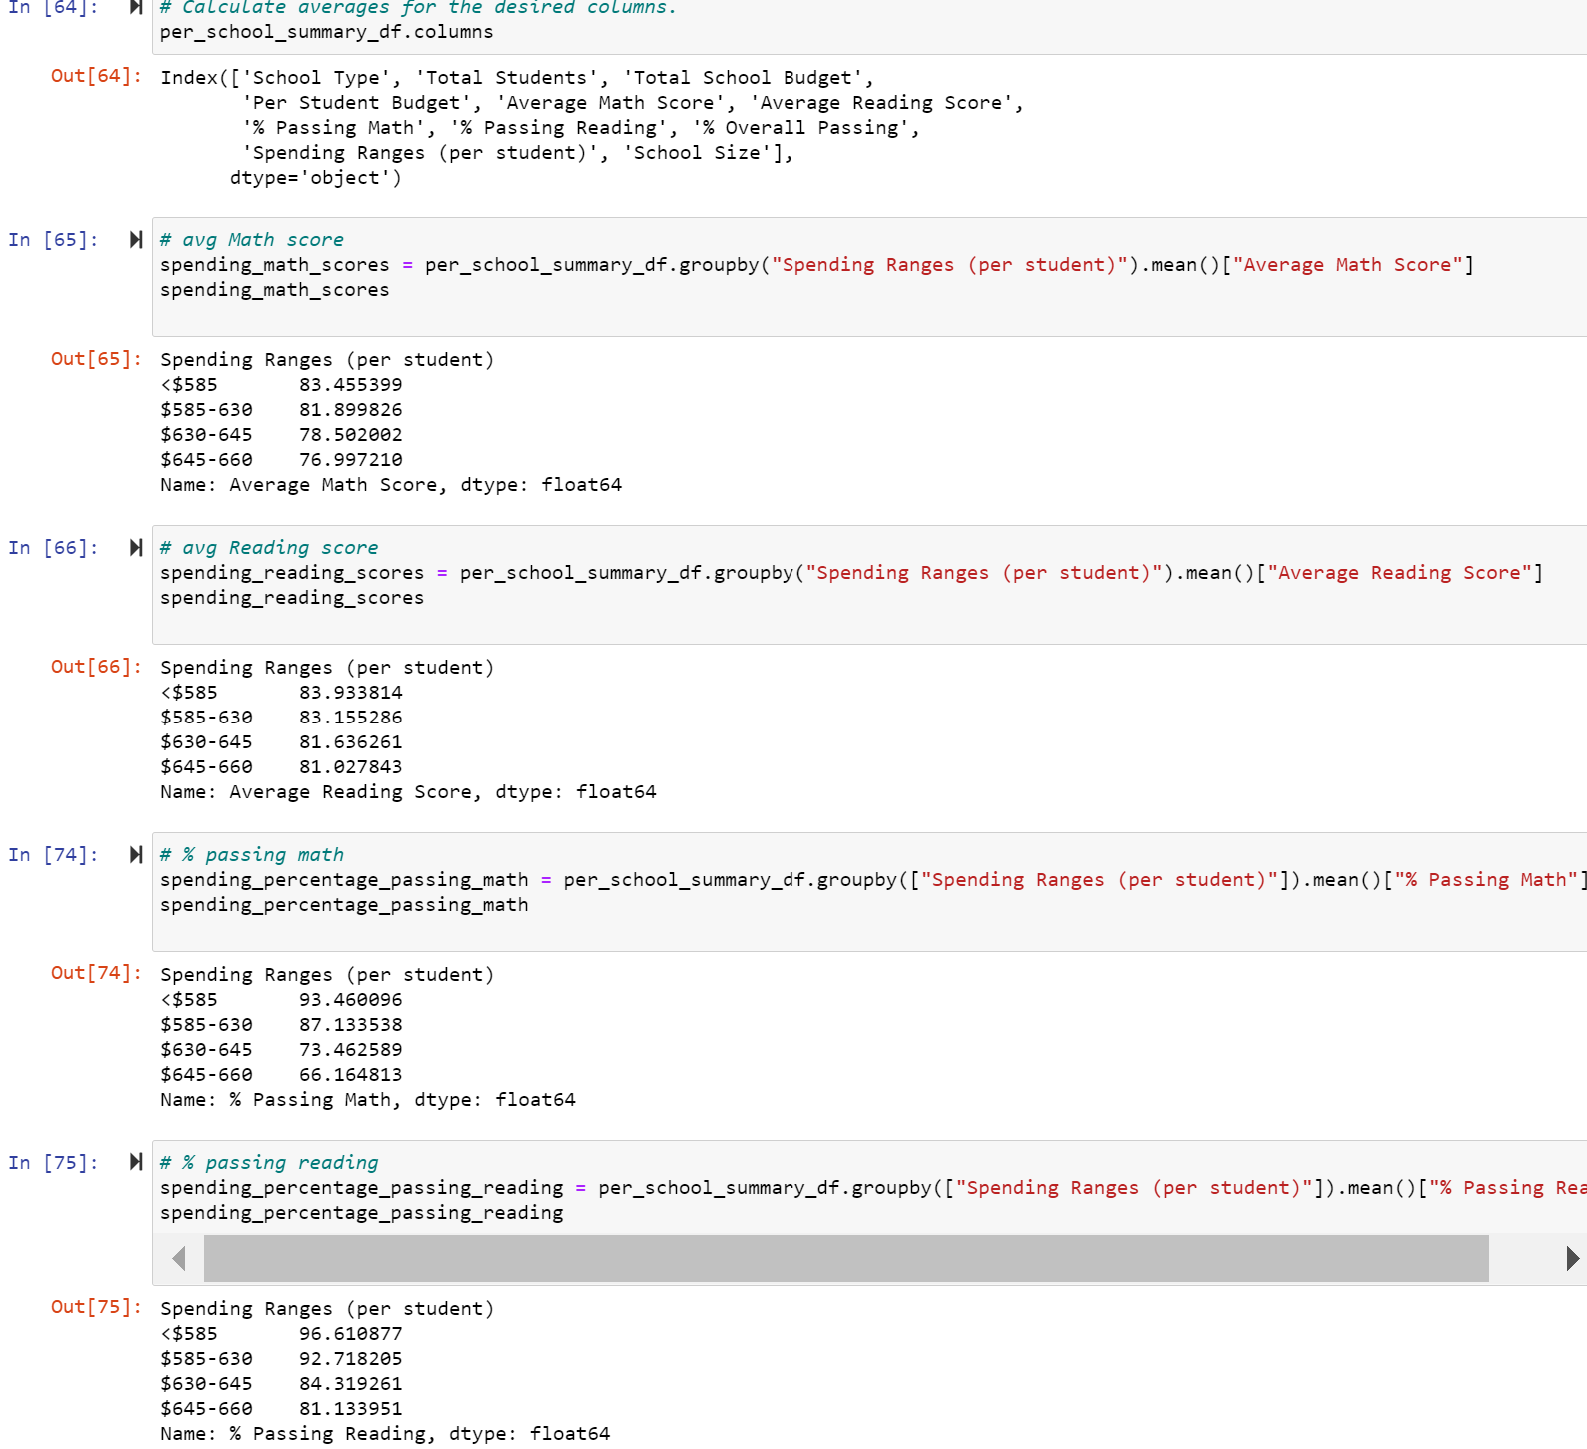 In [64]: # Calculate averages for the desired columns.
per_school_summary_df.columns
Out[64]: Index(['School Type', 'Total Students', 'Total School Budget',
'Per Student Budget', 'Average Math Score', 'Average Reading Score',
'% Passing Math', '% Passing Reading', '% Overall Passing',
'Spending Ranges (per student)', 'School Size'],
dtype='object')
In [65]: # avg Math score
spending_math_scores = per_school_summary_df.groupby("Spending Ranges (per student)").mean()["Average Math Score"]
spending_math_scores
Out[65]: Spending Ranges (per student)
<$585 83.455399
$585-630 81.899826
$630-645 78.502002
$645-660 76.997210
Name: Average Math Score, dtype: float64
In [66]: # avg Reading score
spending_reading_scores = per_school_summary_df.groupby("Spending Ranges (per student)").mean()["Average Reading Score"]
spending_reading_scores
Out[66]: Spending Ranges (per student)
<$585 83.933814
$585-630 83.155286
$630-645 81.636261
$645-660 81.027843
Name: Average Reading Score, dtype: float64
In [74]: # % passing math
spending_percentage_passing_math = per_school_summary_df.groupby(["Spending Ranges (per student)"]).mean()["% Passing Math"]
spending_percentage_passing_math
Out[74]: Spending Ranges (per student)
<$585 93.460096
$585-630 87.133538
$630-645 73.462589
$645-660 66.164813
Name: % Passing Math, dtype: float64
In [75]: # % passing reading
spending_percentage_passing_reading = per_school_summary_df.groupby(["Spending Ranges (per student)"]).mean()["% Passing Rea
spending_percentage_passing_reading
Out[75]: Spending Ranges (per student)
<$585 96.610877
$585-630 92.718205
$630-645 84.319261
$645-660 81.133951
Name: % Passing Reading, dtype: float64